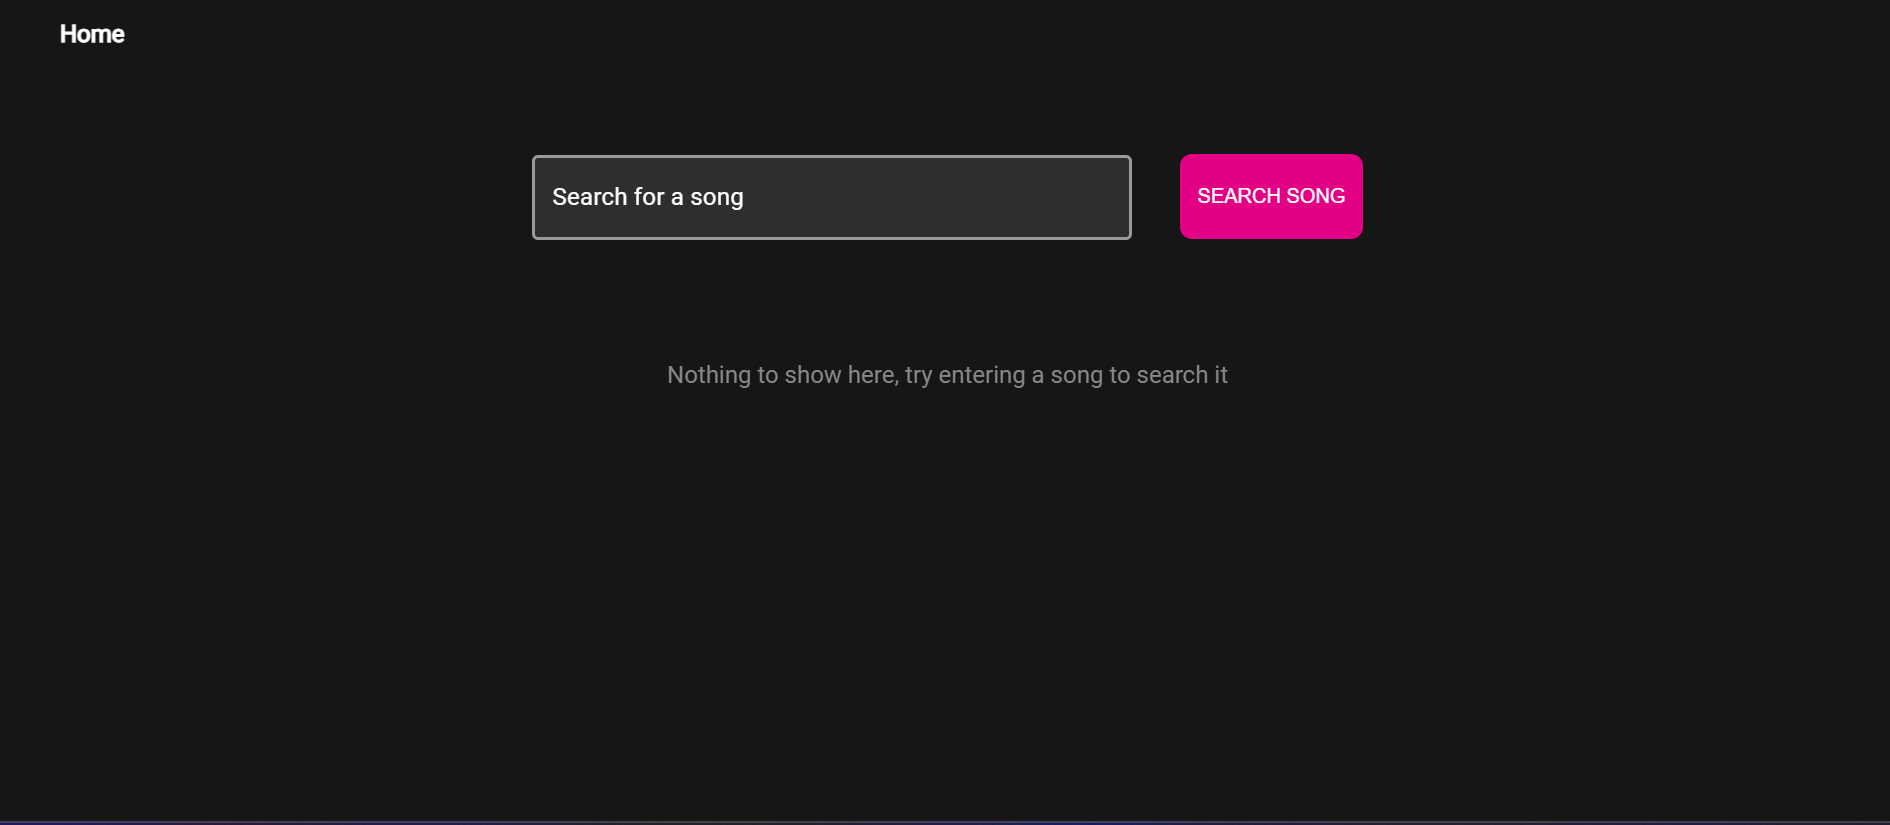 Home
Search for a song
SEARCH SONG
Nothing to show here, try entering a song to search it